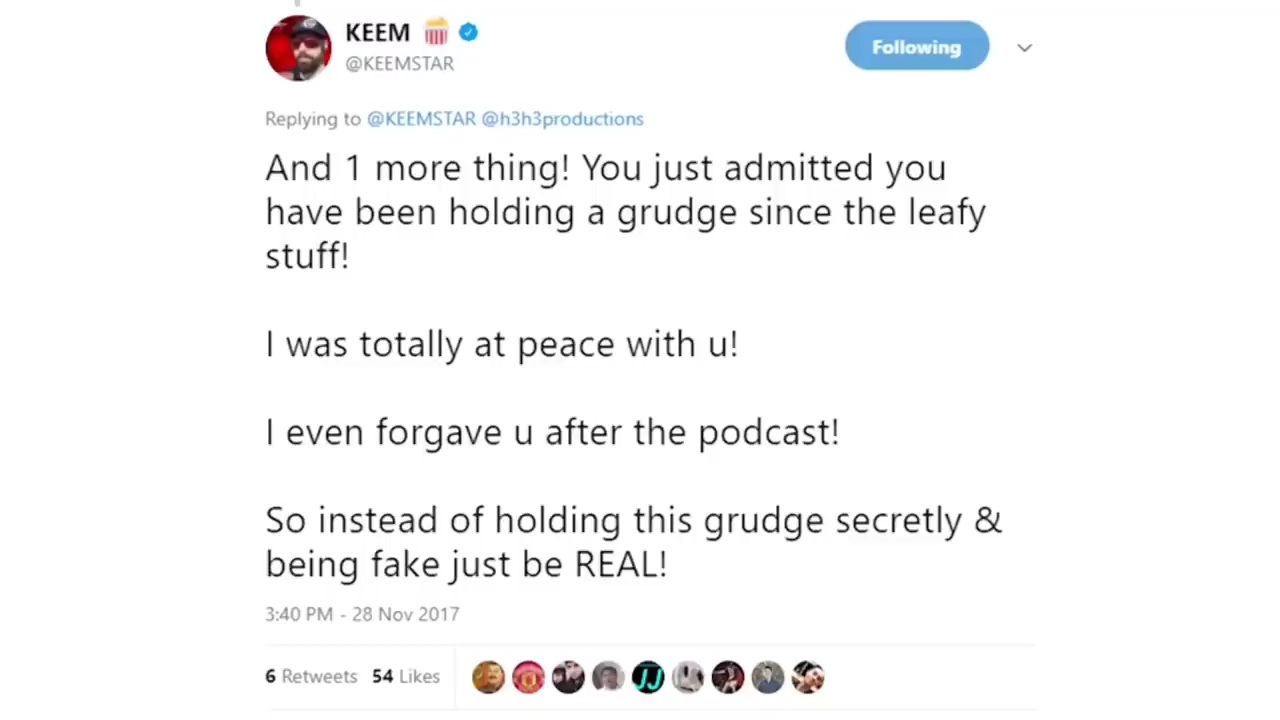 KEEM
@KEEMSTAR
Following
Replying to @KEEMSTAR @h3h3productions
And 1 more thing! You just admitted you
have been holding a grudge since the leafy
stuff!
I was totally at peace with u!
I even forgave u after the podcast!
So instead of holding this grudge secretly &
being fake just be REAL!
3:40 PM - 28 Nov 2017
6 Retweets 54 Likes
JJ